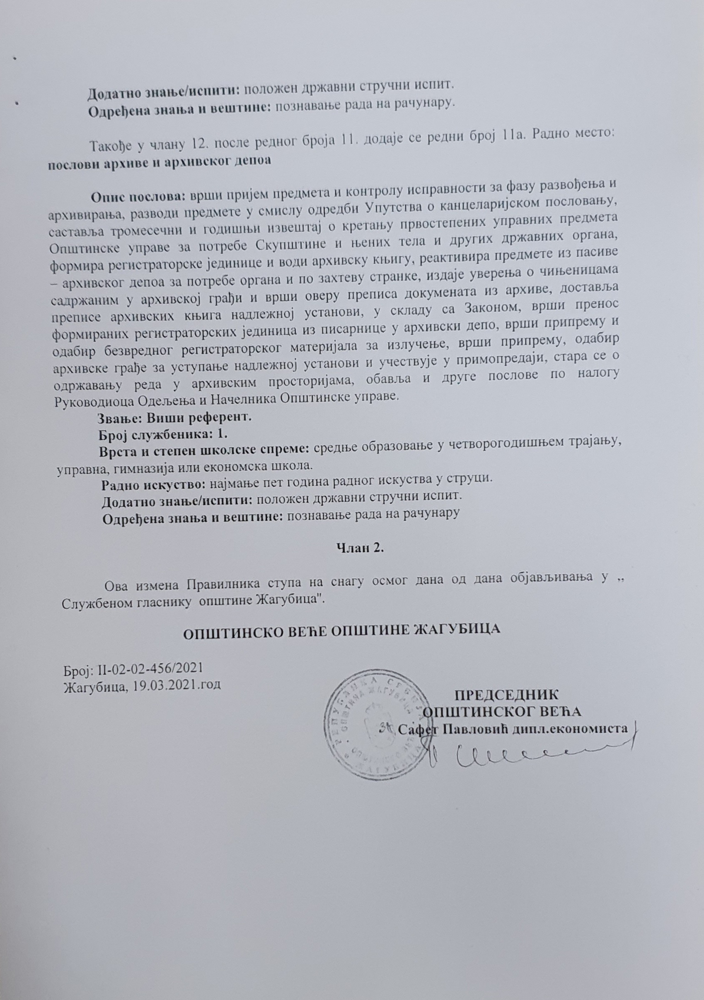 Додатно знање/испити: положен државни стручни испит.
Одређена знања и вештине: познавање рада на рачунару.
Такође у члану 12. после редног броја 11. додаје се редни број 11а. Радно место:
послови архиве и архивског депоа
Опис послова: врши пријем предмета и контролу исправности за фазу развођења и
архивирања, разводи предмете у смислу одредби Упутства о канцеларијском пословању,
саставља тромесечни и годишњи извештај о кретању првостепених управних предмета
Општинске управе за потребе Скупштине и њених тела и других државних органа,
формира регистраторске јединице и води архивску књигу, реактивира предмете из пасиве
– архивског депоа за потребе органа и по захтеву странке, издаје уверења о чињеницама
садржаним у архивској грађи и врши оверу преписа докумената из архиве, доставља
преписе архивских књига надлежној установи, у складу са Законом, врши пренос
формираних регистраторских јединица из писарнице у архивски депо, врши припрему и
одабир безвредног регистраторског материјала за излучење, врши припрему, одабир
архивске грађе за уступање надлежној установи и учествује у примопредаји, стара се о
одржавању реда у архивским просторијама, обавља и друге послове по налогу
Руководиоца Одељења и Начелника Општинске управе.
Звање: Виши референт.
Број службеника: 1.
Врста и степен школске спреме: средње образовање у четворогодишњем трајању,
управна, гимназија или економска школа.
Радно искуство: најмање пет година радног искуства у струци.
Додатно знање/испити: положен државни стручни испит.
Одређена знања и вештине: познавање рада на рачунару
Члан 2.
Ова измена Правилника ступа на снагу осмог дана од дана објављивања у ,,
Службеном гласнику општине Жагубица".
ОПШТИНСКО ВЕЋЕ ОПШТИНЕ ЖАГУБИЦА
Број: II-02-02-456/2021
Жагубица, 19.03.2021.год
РЕПУБЛИКА СРБИЈА
ОПШТИНА ЖАГУБИЦА
ЖАГУБИЦА
ПРЕДСЕДНИК
ОПШТИНСКОГ ВЕЋА
за Сафет Павловић дипл.економиста